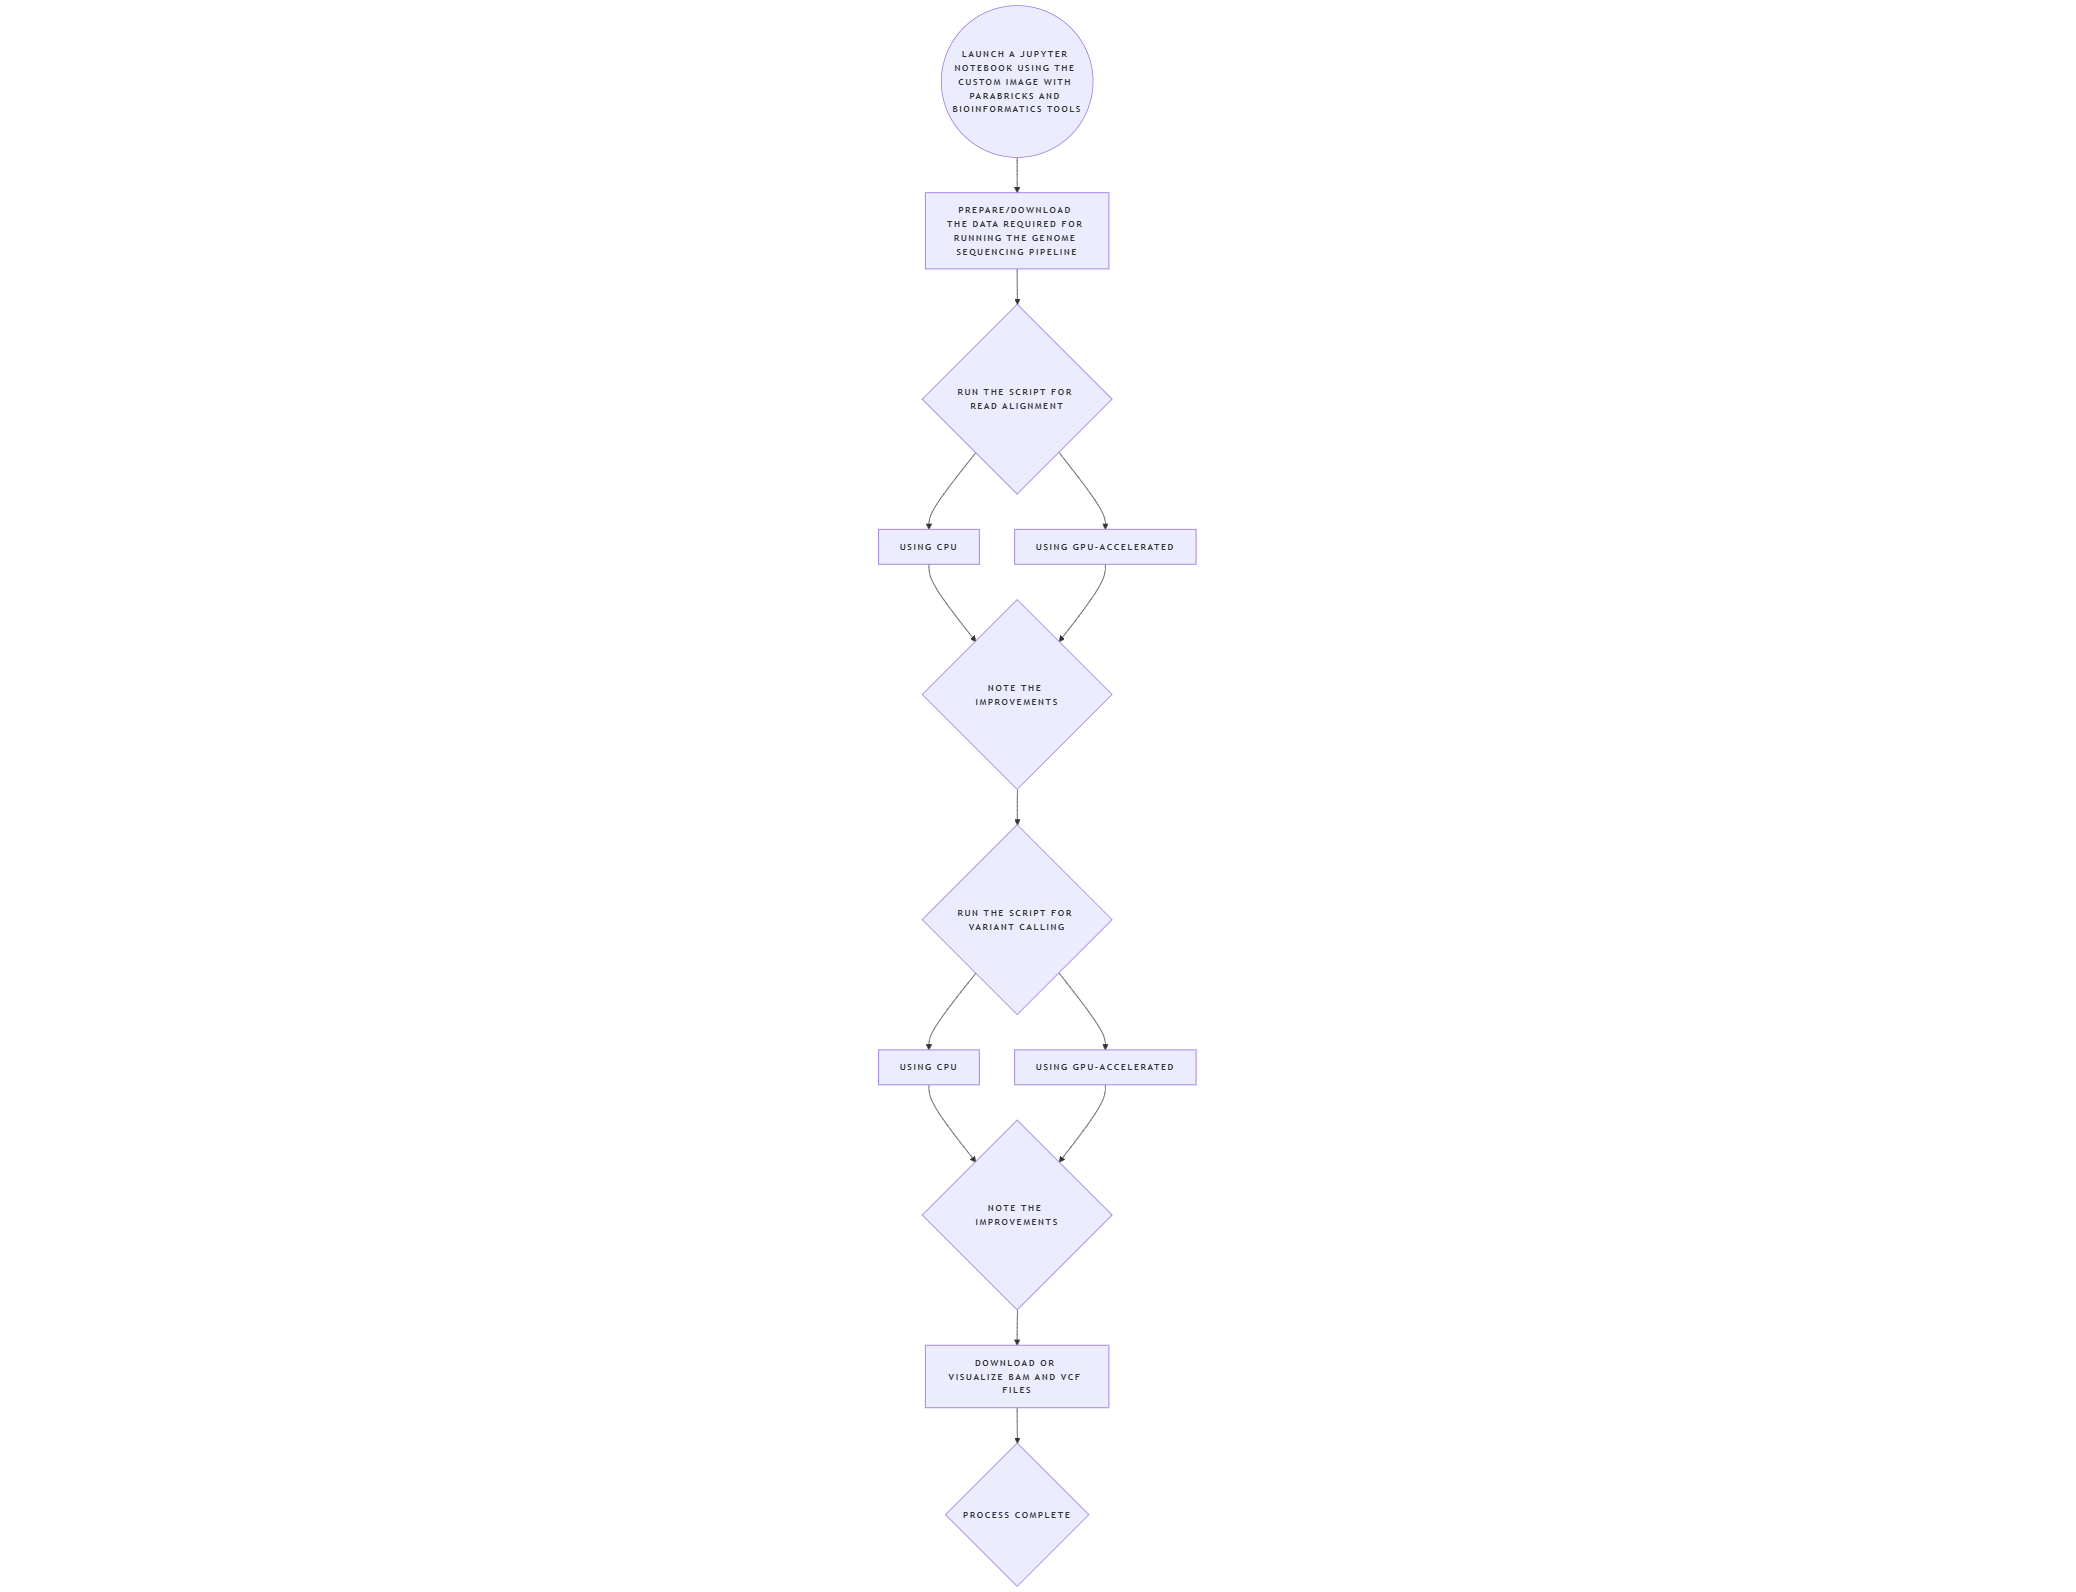 LAUNCH A JUPYTER
NOTEBOOK USING THE
CUSTOM IMAGE WITH
PARABRICKS AND
BIOINFORMATICS TOOLS
PREPARE/DOWNLOAD
THE DATA REQUIRED FOR
RUNNING THE GENOME
SEQUENCING PIPELINE
RUN THE SCRIPT FOR
READ ALIGNMENT
USING CPU
USING GPU-ACCELERATED
NOTE THE
IMPROVEMENTS
RUN THE SCRIPT FOR
VARIANT CALLING
USING CPU
USING GPU-ACCELERATED
NOTE THE
IMPROVEMENTS
DOWNLOAD OR
VISUALIZE BAM AND VCF
FILES
PROCESS COMPLETE